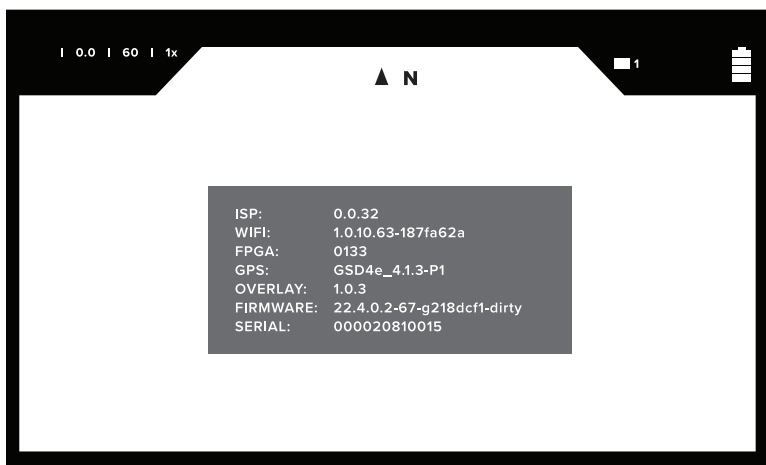 I 0.0 I 60 I 1x
1
N
ISP: 0.0.32
WIFI: 1.0.10.63-187fa62a
FPGA: 0133
GPS: GSD4e_4.1.3-P1
OVERLAY: 1.0.3
FIRMWARE: 22.4.0.2-67-g218dcf1-dirty
SERIAL: 000020810015